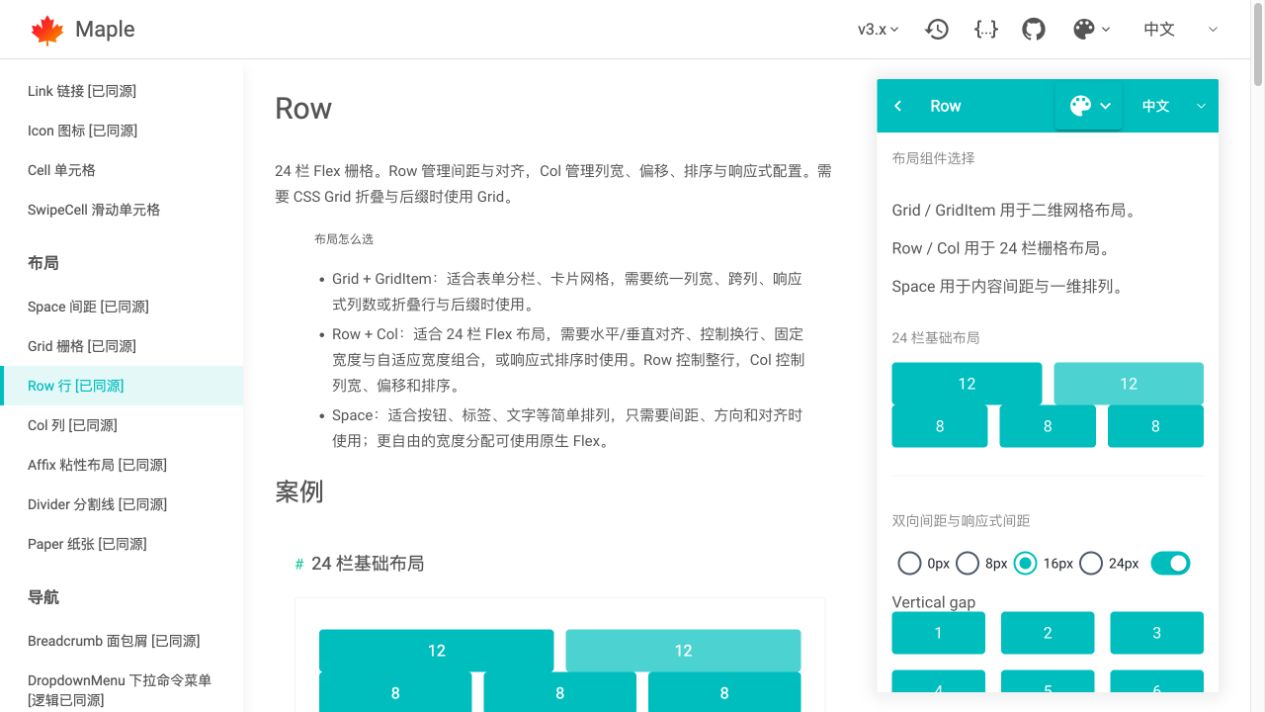 Maple
v3.x
{...}
中文
Link 链接 [已同源]
Icon 图标 [已同源]
Cell 单元格
SwipeCell 滑动单元格
布局
Space 间距 [已同源]
Grid 栅格 [已同源]
Row 行 [已同源]
Col 列 [已同源]
Affix 粘性布局 [已同源]
Divider 分割线 [已同源]
Paper 纸张 [已同源]
导航
Breadcrumb 面包屑 [已同源]
DropdownMenu 下拉命令菜单
[逻辑已同源]
Row
24 栏 Flex 栅格。Row 管理间距与对齐，Col 管理列宽、偏移、排序与响应式配置。需
要 CSS Grid 折叠与后缀时使用 Grid。
布局怎么选
• Grid + GridItem：适合表单分栏、卡片网格，需要统一列宽、跨列、响应
式列数或折叠行与后缀时使用。
• Row + Col：适合 24 栏 Flex 布局，需要水平/垂直对齐、控制换行、固定
宽度与自适应宽度组合，或响应式排序时使用。Row 控制整行，Col 控制
列宽、偏移和排序。
• Space：适合按钮、标签、文字等简单排列，只需要间距、方向和对齐时
使用；更自由的宽度分配可使用原生 Flex。
案例
# 24 栏基础布局
12 12
8 8 8
Row 中文
布局组件选择
Grid / GridItem 用于二维网格布局。
Row / Col 用于 24 栏栅格布局。
Space 用于内容间距与一维排列。
24 栏基础布局
12 12
8 8 8
双向间距与响应式间距
0px 8px 16px 24px
Vertical gap
1 2 3
4 5 6